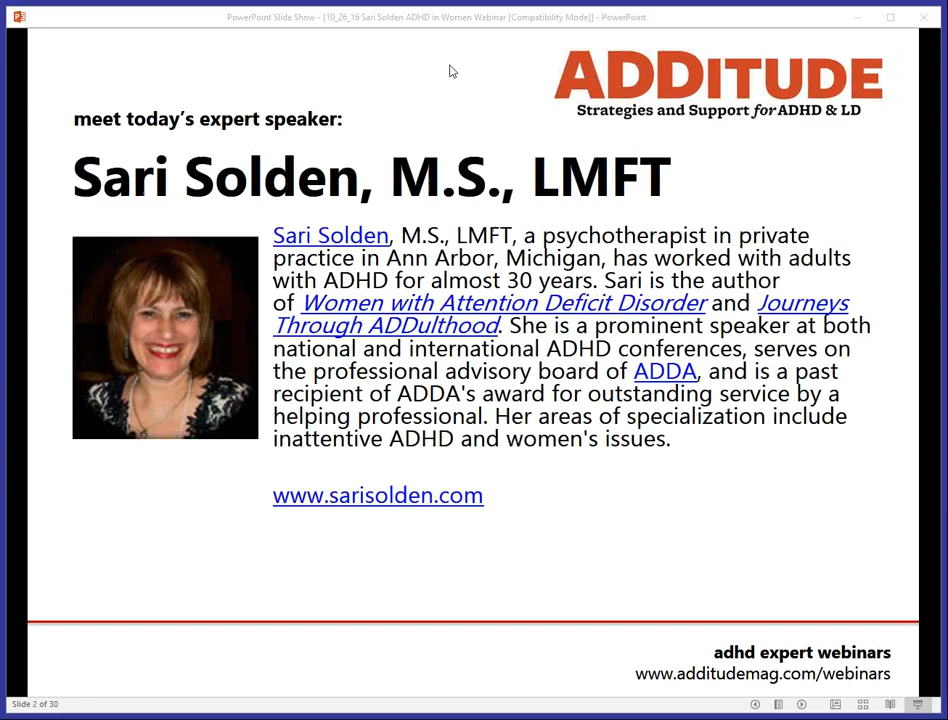 PowerPoint Slide Show - [10_26_16 Sari Solden ADHD in Women Webinar [Compatibility Mode]] - PowerPoint
ADDITUDE
Strategies and Support for ADHD & LD
meet today's expert speaker:
Sari Solden, M.S., LMFT
Sari Solden, M.S., LMFT, a psychotherapist in private
practice in Ann Arbor, Michigan, has worked with adults
with ADHD for almost 30 years. Sari is the author
of Women with Attention Deficit Disorder and Journeys
Through ADDulthood. She is a prominent speaker at both
national and international ADHD conferences, serves on
the professional advisory board of ADDA, and is a past
recipient of ADDA's award for outstanding service by a
helping professional. Her areas of specialization include
inattentive ADHD and women's issues.
www.sarisolden.com
adhd expert webinars
www.additudemag.com/webinars
Slide 2 of 30